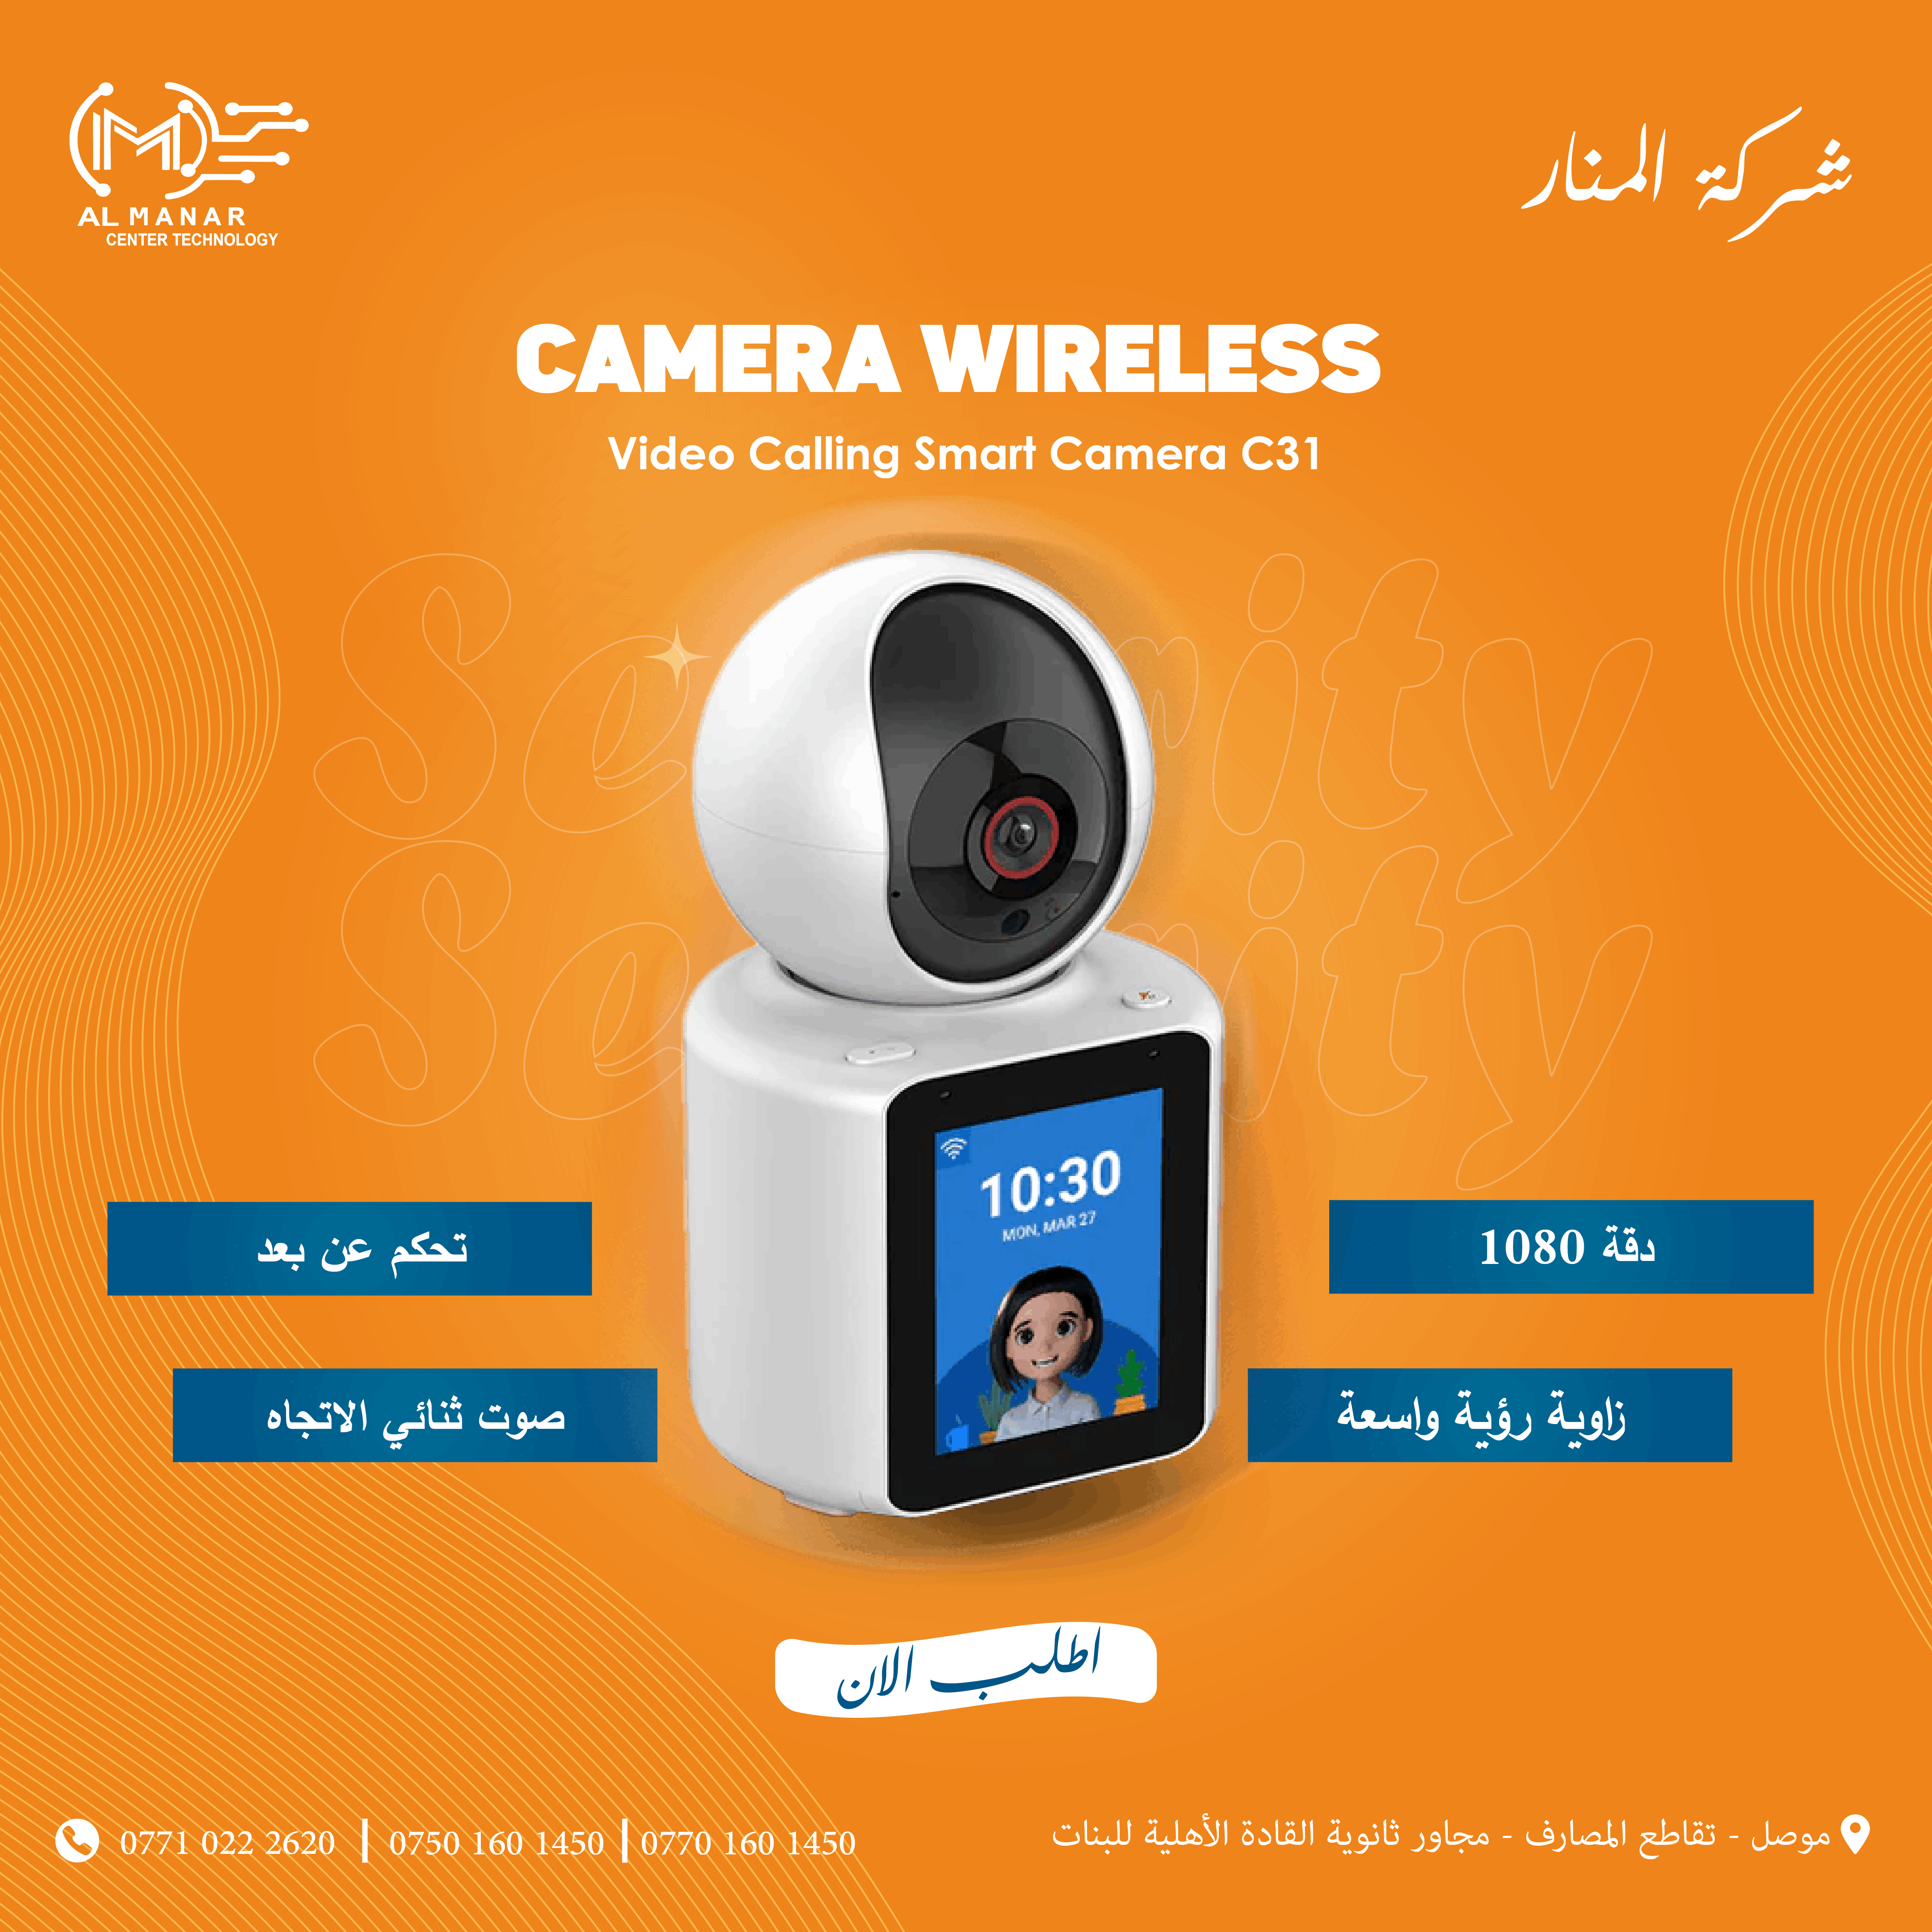 AL MANAR
CENTER TECHNOLOGY
شركة المنار
CAMERA WIRELESS
Video Calling Smart Camera C31
Security
Security
10:30
MON, MAR 27
دقة 1080
تحكم عن بعد
زاوية رؤية واسعة
صوت ثنائي الاتجاه
اطلب الان
موصل - تقاطع المصارف - مجاور ثانوية القادة الأهلية للبنات
0771 022 2620 | 0750 160 1450 | 0770 160 1450